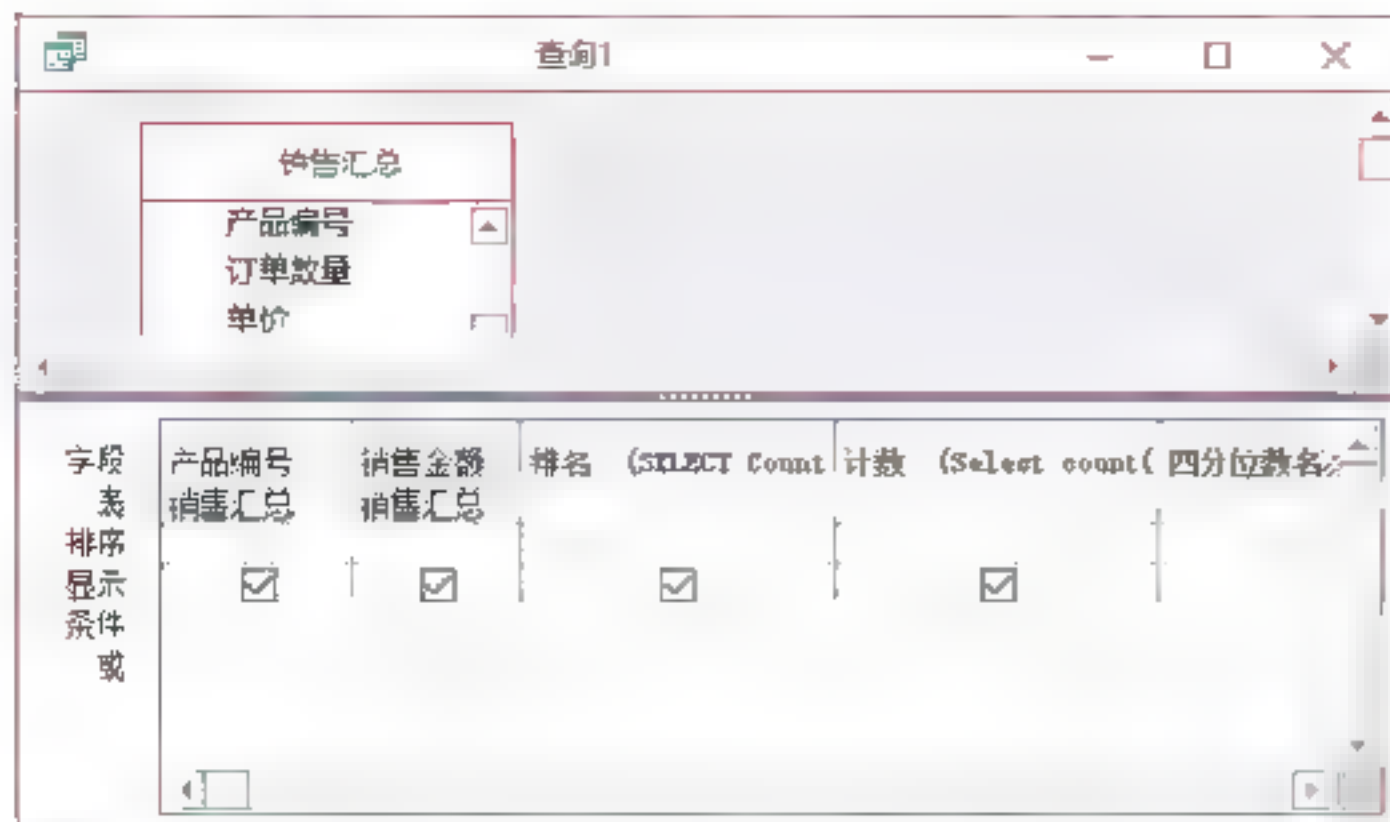 查询1
销售汇总
产品编号
订单数量
单价
字段 产品编号 销售金额 排名 (SELECT Count 计数 (Select count( 四分位数名
表 销售汇总 销售汇总
排序
显示
条件
或